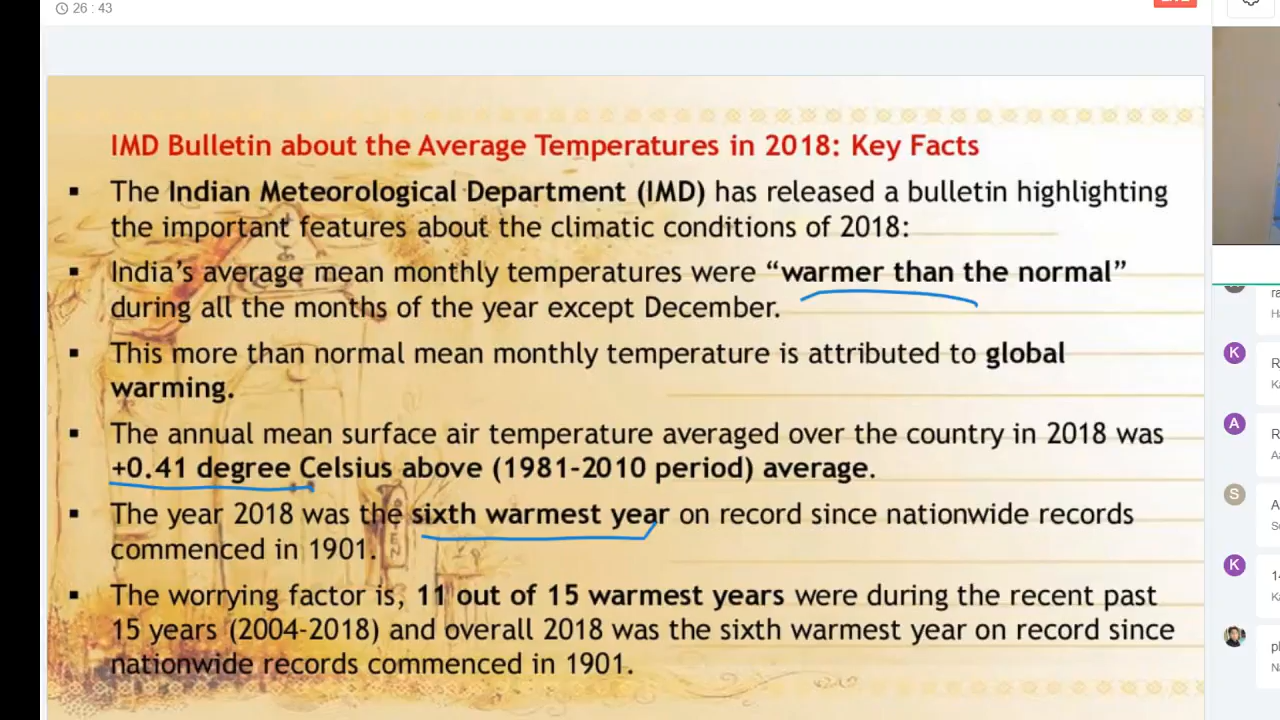 26 : 43
IMD Bulletin about the Average Temperatures in 2018: Key Facts
▪ The Indian Meteorological Department (IMD) has released a bulletin highlighting
the important features about the climatic conditions of 2018:
▪ India's average mean monthly temperatures were “warmer than the normal”
during all the months of the year except December.
▪ This more than normal mean monthly temperature is attributed to global
warming.
▪ The annual mean surface air temperature averaged over the country in 2018 was
+0.41 degree Celsius above (1981-2010 period) average.
▪ The year 2018 was the sixth warmest year on record since nationwide records
commenced in 1901.
▪ The worrying factor is, 11 out of 15 warmest years were during the recent past
15 years (2004-2018) and overall 2018 was the sixth warmest year on record since
nationwide records commenced in 1901.
K
A
S
K